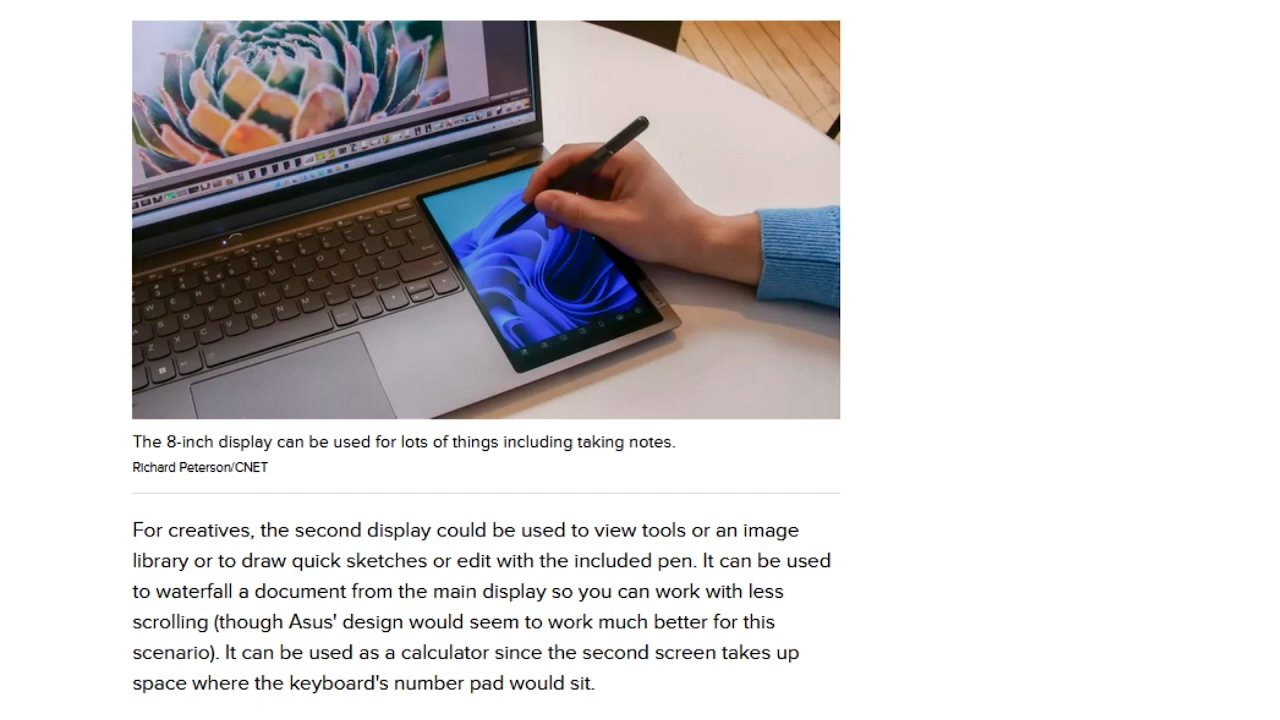 The 8-inch display can be used for lots of things including taking notes.
Richard Peterson/CNET
For creatives, the second display could be used to view tools or an image
library or to draw quick sketches or edit with the included pen. It can be used
to waterfall a document from the main display so you can work with less
scrolling (though Asus' design would seem to work much better for this
scenario). It can be used as a calculator since the second screen takes up
space where the keyboard's number pad would sit.